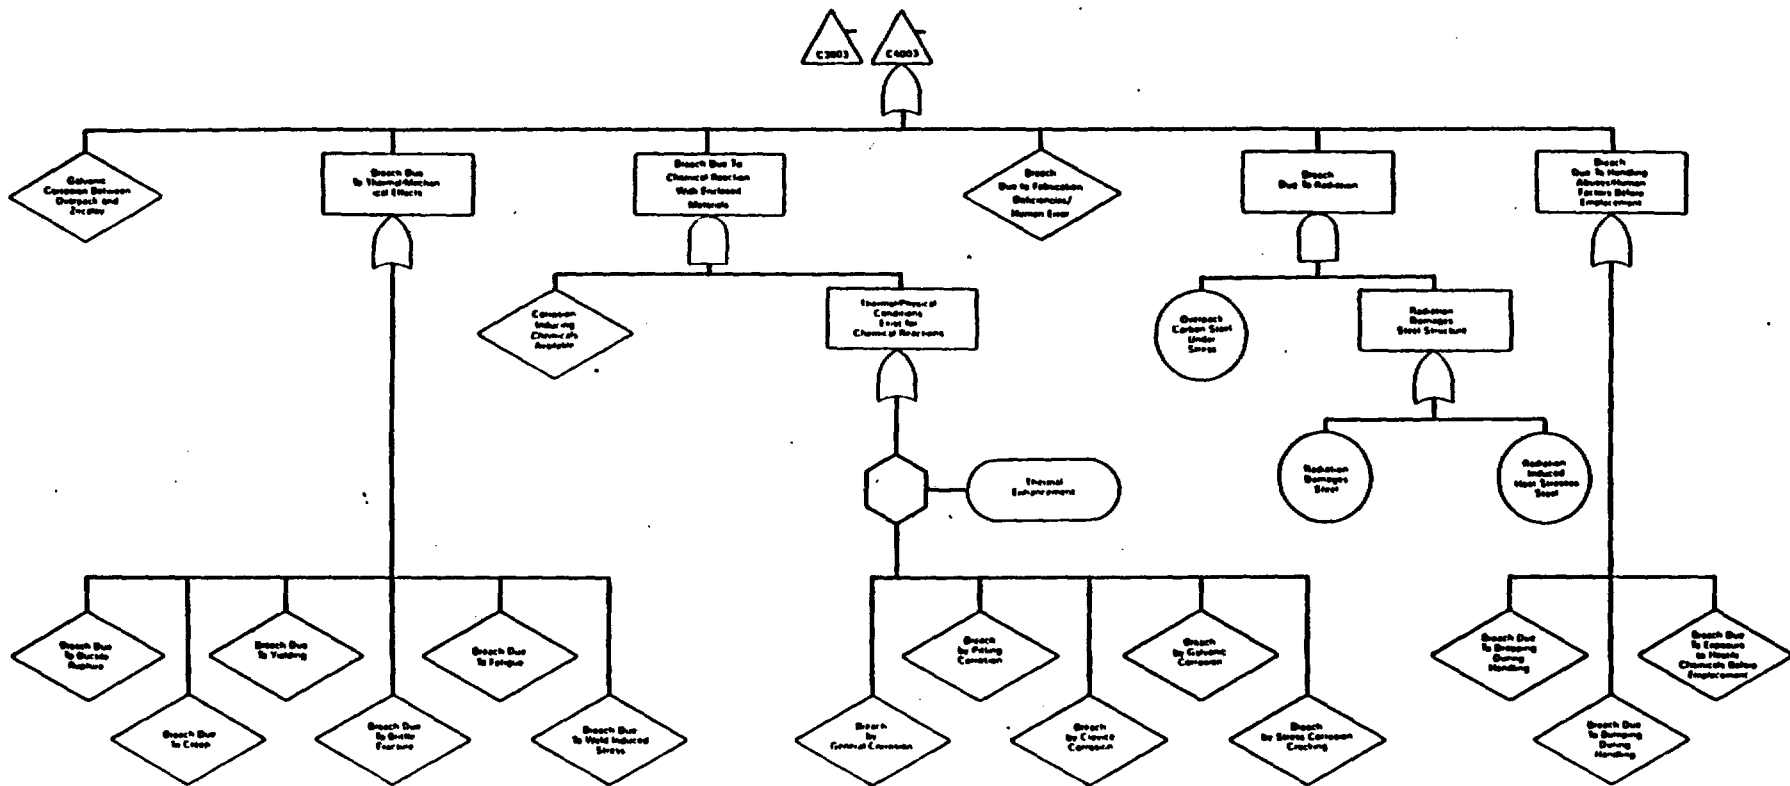 C3003
C4003
Galvanic
Corrosion Between
Overpack and
Zircaloy
Breach Due
To Thermal/Mechan
ical Effects
Breach Due To
Chemical Reaction
With Enclosed
Materials
Breach
Due to Fabrication
Deficiencies/
Human Error
Breach
Due To Radiation
Breach
Due To Handling
Abuses/Human
Factors Before
Emplacement
Corrosion
Inducing
Chemicals
Available
Thermal/Physical
Conditions
Exist for
Chemical Reactions
Overpack
Carbon Steel
Under
Stress
Radiation
Damages
Steel Structure
Thermal
Enhancement
Radiation
Damages
Steel
Radiation
Induced
Heat Stresses
Steel
Breach Due
To Ductile
Rupture
Breach Due
To Creep
Breach Due
To Yielding
Breach Due
To Brittle
Fracture
Breach Due
To Fatigue
Breach Due
To Weld Induced
Stress
Breach
by
General Corrosion
Breach
by Pitting
Corrosion
Breach
by Crevice
Corrosion
Breach
by Galvanic
Corrosion
Breach
by Stress Corrosion
Cracking
Breach Due
To Dropping
During
Handling
Breach Due
To Bumping
During
Handling
Breach Due
To Exposure
to
Chemicals Before
Emplacement